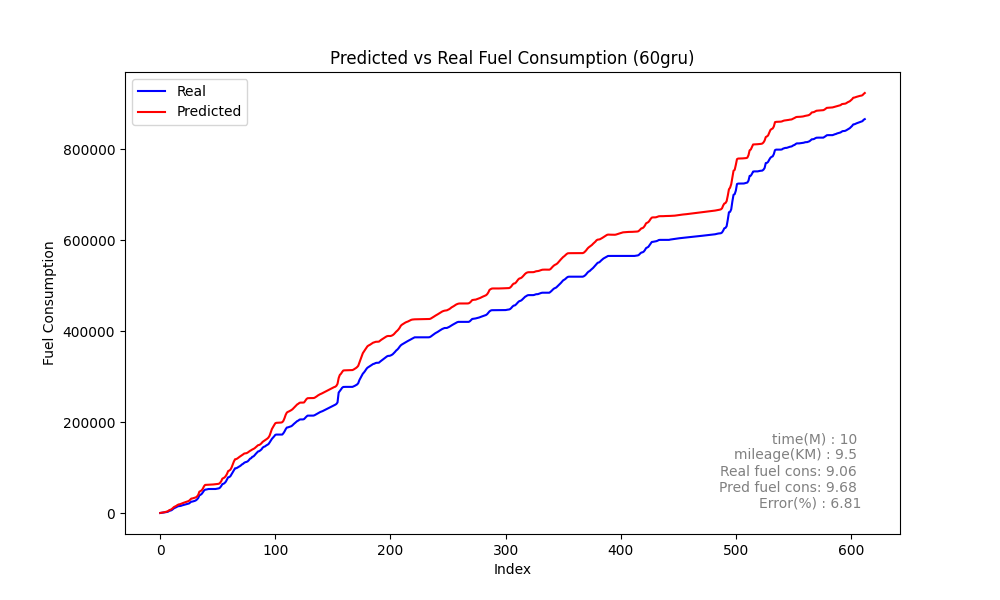 Predicted vs Real Fuel Consumption (60gru)
Real
Predicted
800000
600000
400000
200000
0
Fuel Consumption
time(M) : 10
mileage(KM) : 9.5
Real fuel cons: 9.06
Pred fuel cons: 9.68
Error(%) : 6.81
0 100 200 300 400 500 600
Index